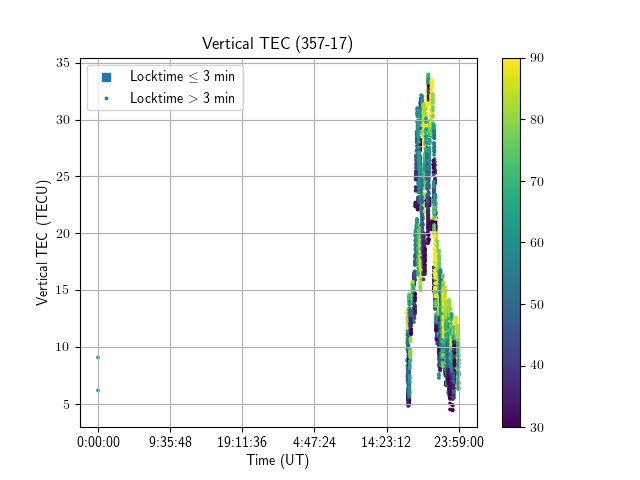 Vertical TEC (357-17)
Locktime ≤ 3 min
Locktime > 3 min
Vertical TEC (TECU)
35
30
25
20
15
10
5
0:00:00 9:35:48 19:11:36 4:47:24 14:23:12 23:59:00
Time (UT)
90
80
70
60
50
40
30